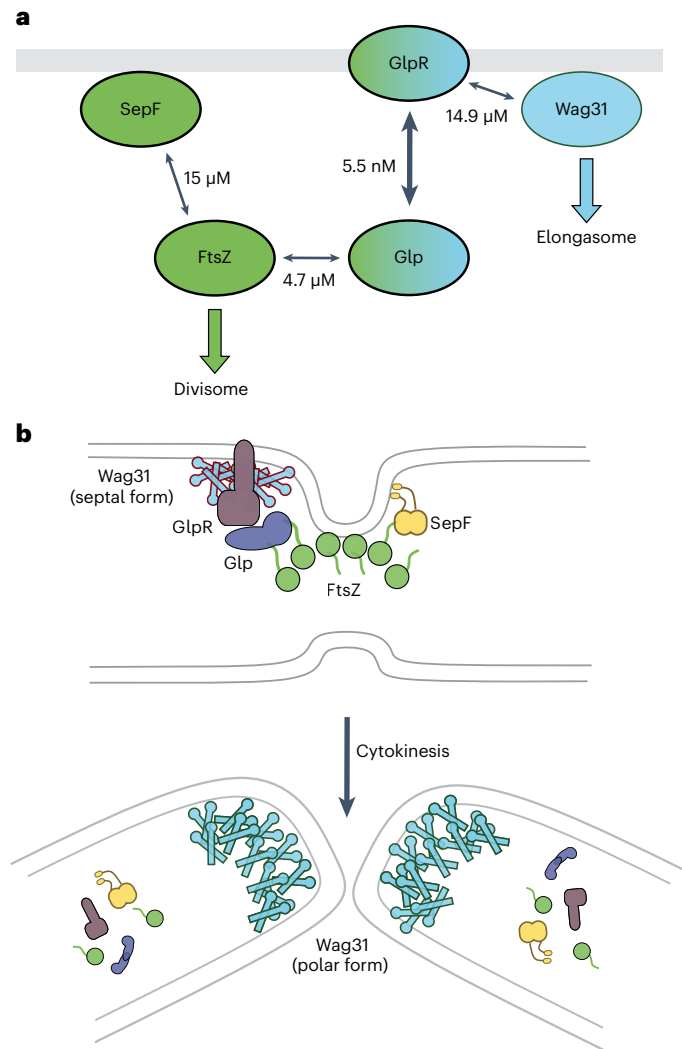 a
GlpR
SepF
Wag31
14.9 µM
5.5 nM
15 µM
Elongasome
FtsZ
Glp
4.7 µM
Divisome
b
Wag31
(septal form)
GlpR
SepF
Glp
FtsZ
Cytokinesis
Wag31
(polar form)